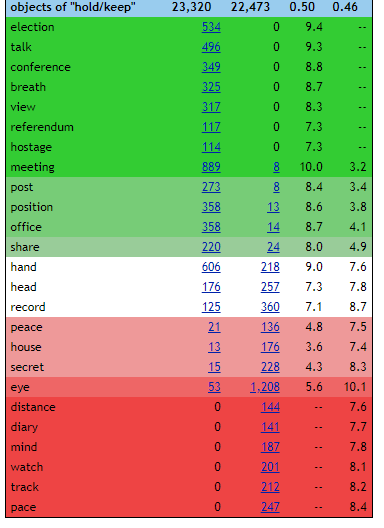 objects of "hold/keep" 23,320 22,473 0.50 0.46
election 534 0 9.4 --
talk 496 0 9.3 --
conference 349 0 8.8 --
breath 325 0 8.7 --
view 317 0 8.3 --
referendum 117 0 7.3 --
hostage 114 0 7.3 --
meeting 889 8 10.0 3.2
post 273 8 8.4 3.4
position 358 13 8.6 3.8
office 358 14 8.7 4.1
share 220 24 8.0 4.9
hand 606 218 9.0 7.6
head 176 257 7.3 7.8
record 125 360 7.1 8.7
peace 21 136 4.8 7.5
house 13 176 3.6 7.4
secret 15 228 4.3 8.3
eye 53 1,208 5.6 10.1
distance 0 144 -- 7.6
diary 0 141 -- 7.7
mind 0 187 -- 7.8
watch 0 201 -- 8.1
track 0 212 -- 8.2
pace 0 247 -- 8.4